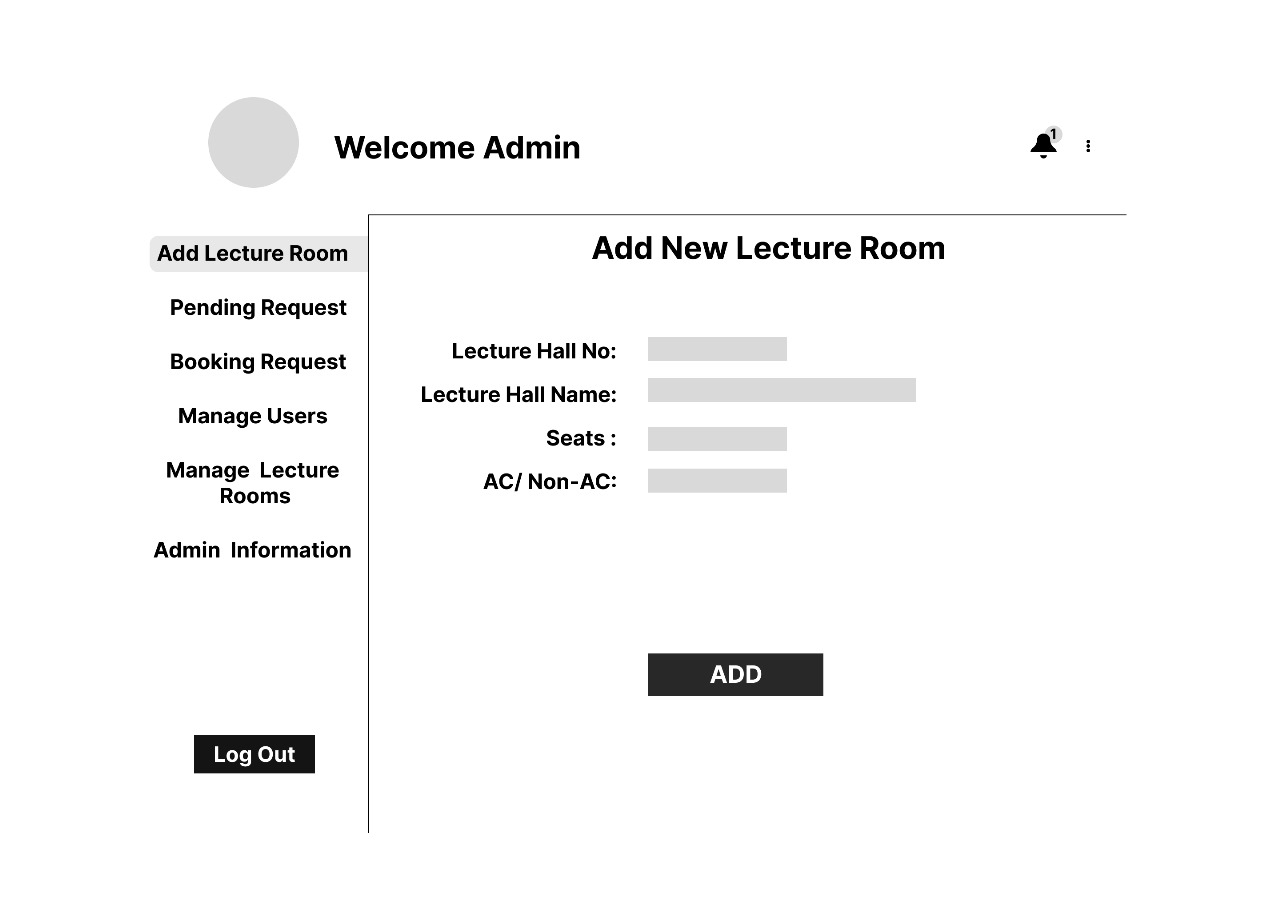 Welcome Admin
1
Add Lecture Room
Pending Request
Booking Request
Manage Users
Manage Lecture
Rooms
Admin Information
Log Out
Add New Lecture Room
Lecture Hall No:
Lecture Hall Name:
Seats :
AC/ Non-AC:
ADD